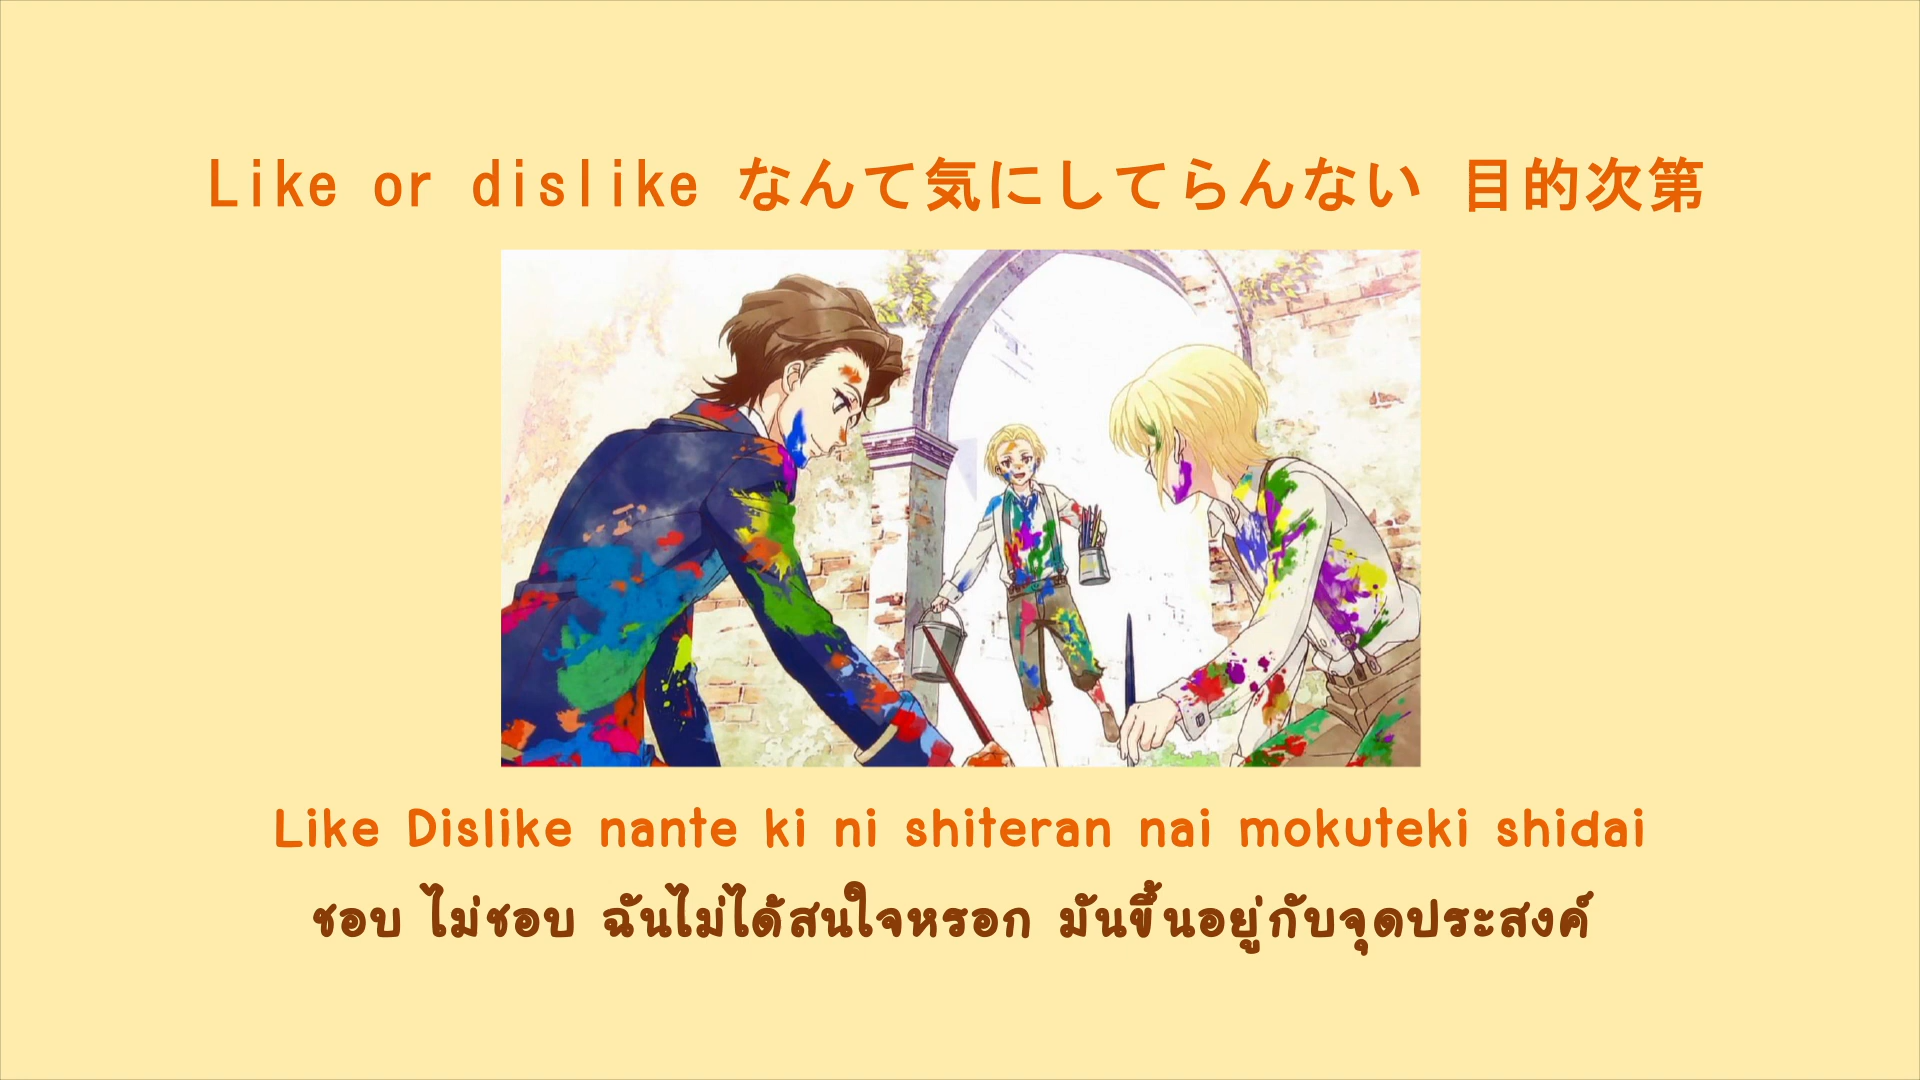 Like or dislike なんて気にしてらんない 目的次第
Like Dislike nante ki ni shiteran nai mokuteki shidai
ชอบ ไม่ชอบ ฉันไม่ได้สนใจหรอก มันขึ้นอยู่กับจุดประสงค์